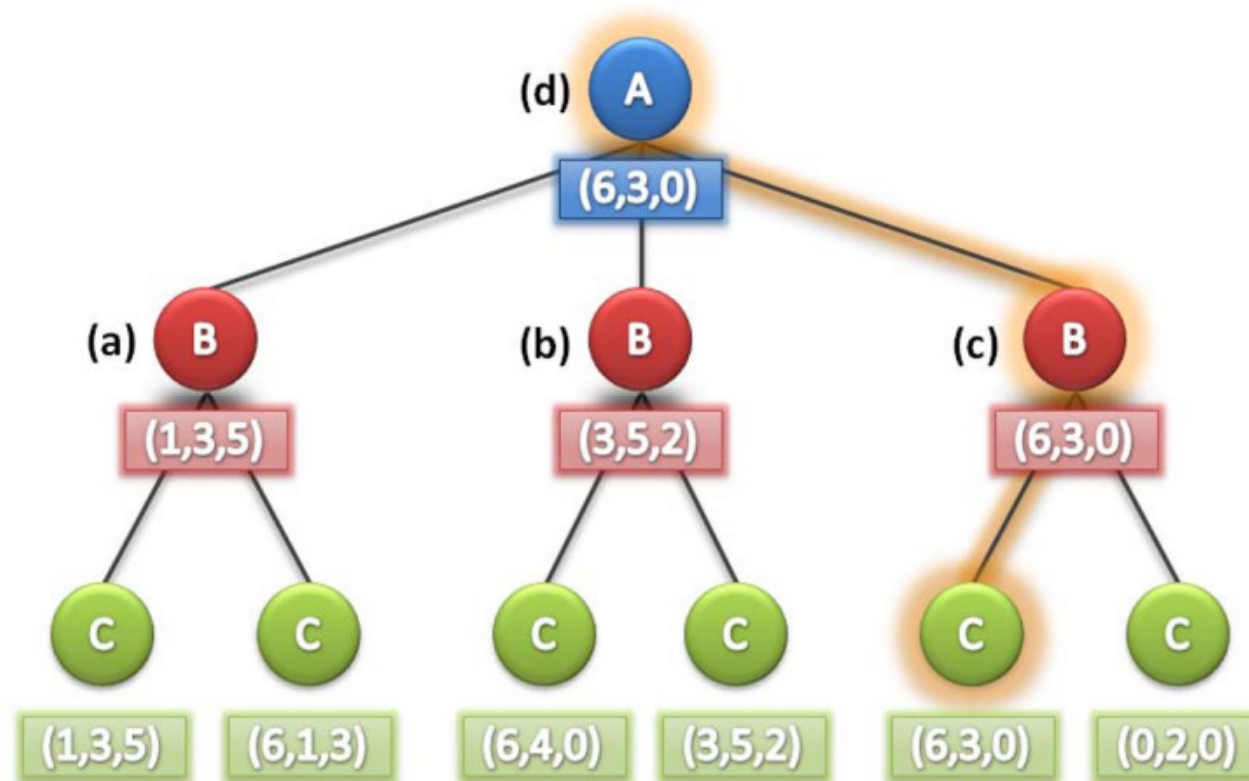 (d) A
(6,3,0)
(a) B (b) B (c) B
(1,3,5) (3,5,2) (6,3,0)
C C C C C C
(1,3,5) (6,1,3) (6,4,0) (3,5,2) (6,3,0) (0,2,0)